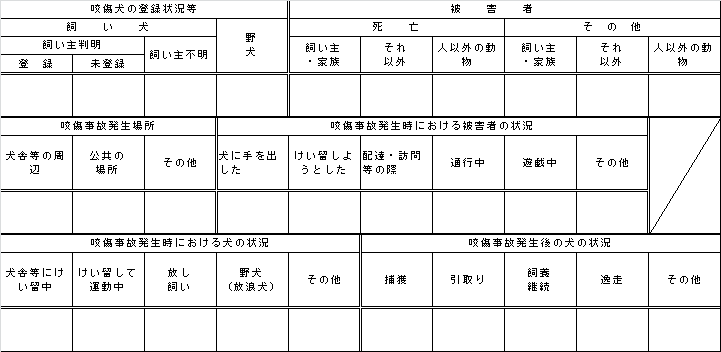 咬傷犬の登録状況等
被害者
飼い犬
野犬
死亡
その他
飼い主判明
飼い主不明
飼い主・家族
それ以外
人以外の動物
飼い主・家族
それ以外
人以外の動物
登録
未登録
咬傷事故発生場所
咬傷事故発生時における被害者の状況
犬舎等の周辺
公共の場所
その他
犬に手を出した
けい留しようとした
配達・訪問等の際
通行中
遊戯中
その他
咬傷事故発生時における犬の状況
咬傷事故発生後の犬の状況
犬舎等にけい留中
けい留して運動中
放し飼い
野犬(放浪犬)
その他
捕獲
引取り
飼義継続
逸走
その他